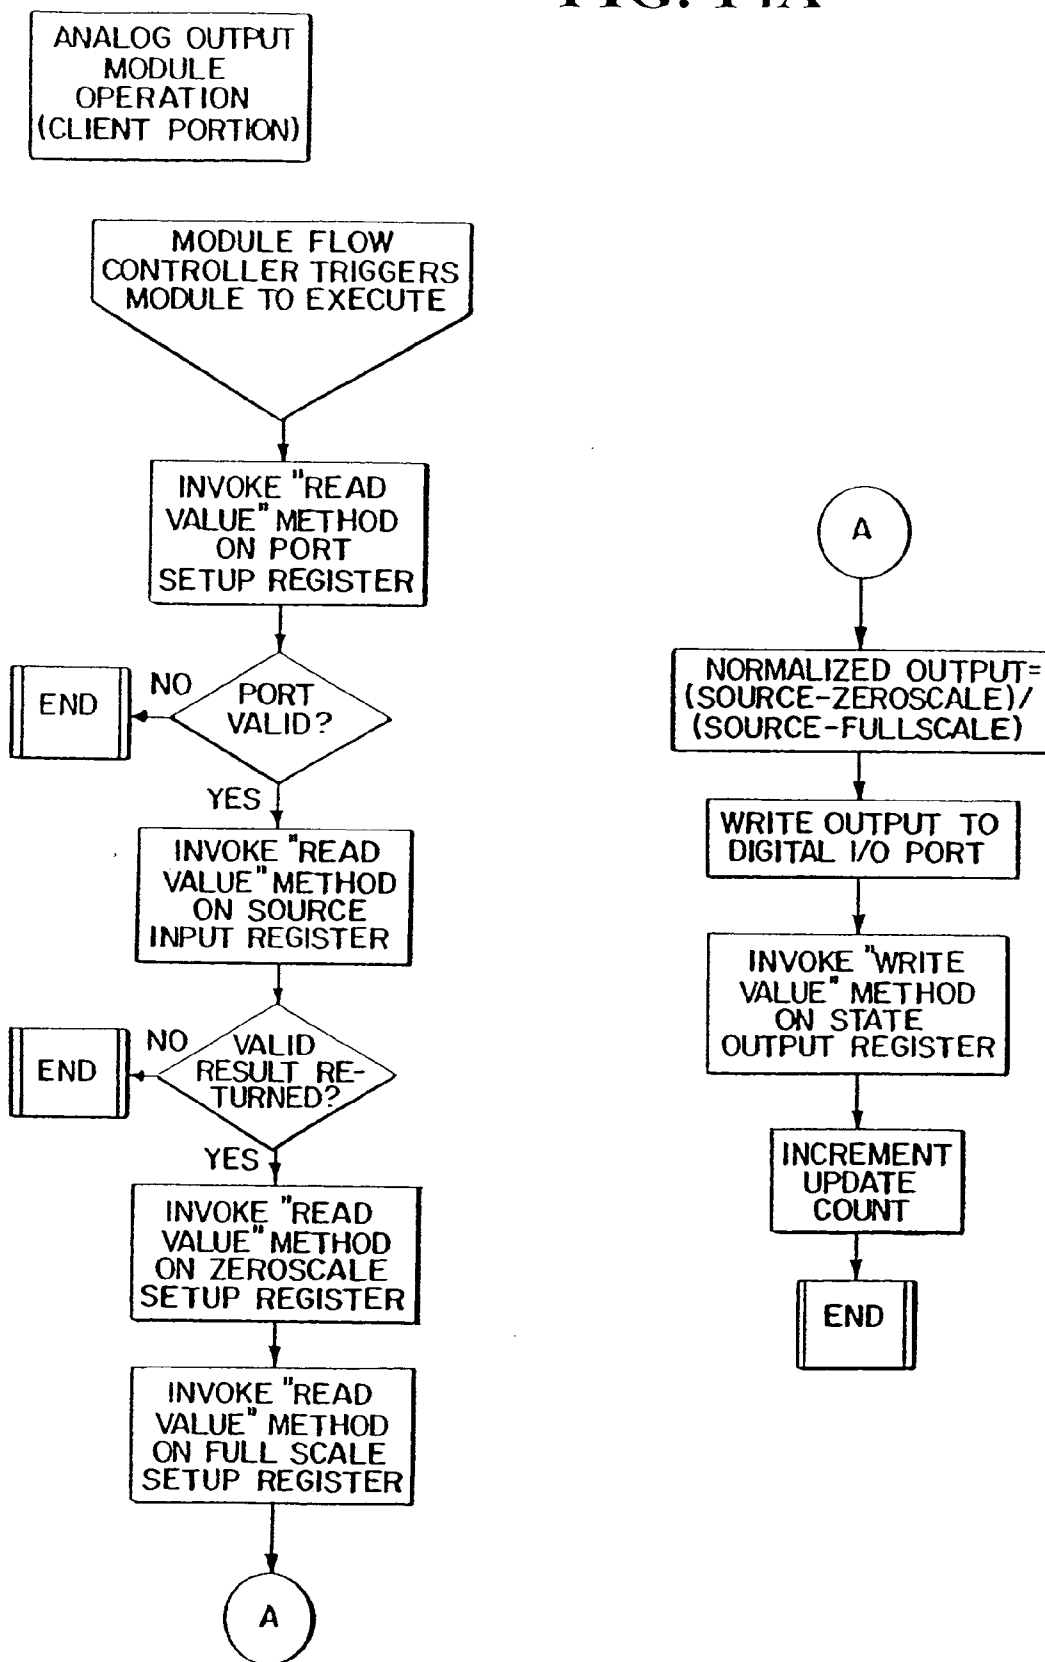 ANALOG OUTPUT
MODULE
OPERATION
(CLIENT PORTION)
MODULE FLOW
CONTROLLER TRIGGERS
MODULE TO EXECUTE
INVOKE "READ
VALUE" METHOD
ON PORT
SETUP REGISTER
PORT
VALID?
NO
END
YES
INVOKE "READ
VALUE" METHOD
ON SOURCE
INPUT REGISTER
VALID
RESULT RE-
TURNED?
NO
END
YES
INVOKE "READ
VALUE" METHOD
ON ZEROSCALE
SETUP REGISTER
INVOKE "READ
VALUE" METHOD
ON FULL SCALE
SETUP REGISTER
A
A
NORMALIZED OUTPUT=
(SOURCE-ZEROSCALE)/
(SOURCE-FULLSCALE)
WRITE OUTPUT TO
DIGITAL I/O PORT
INVOKE "WRITE
VALUE" METHOD
ON STATE
OUTPUT REGISTER
INCREMENT
UPDATE
COUNT
END